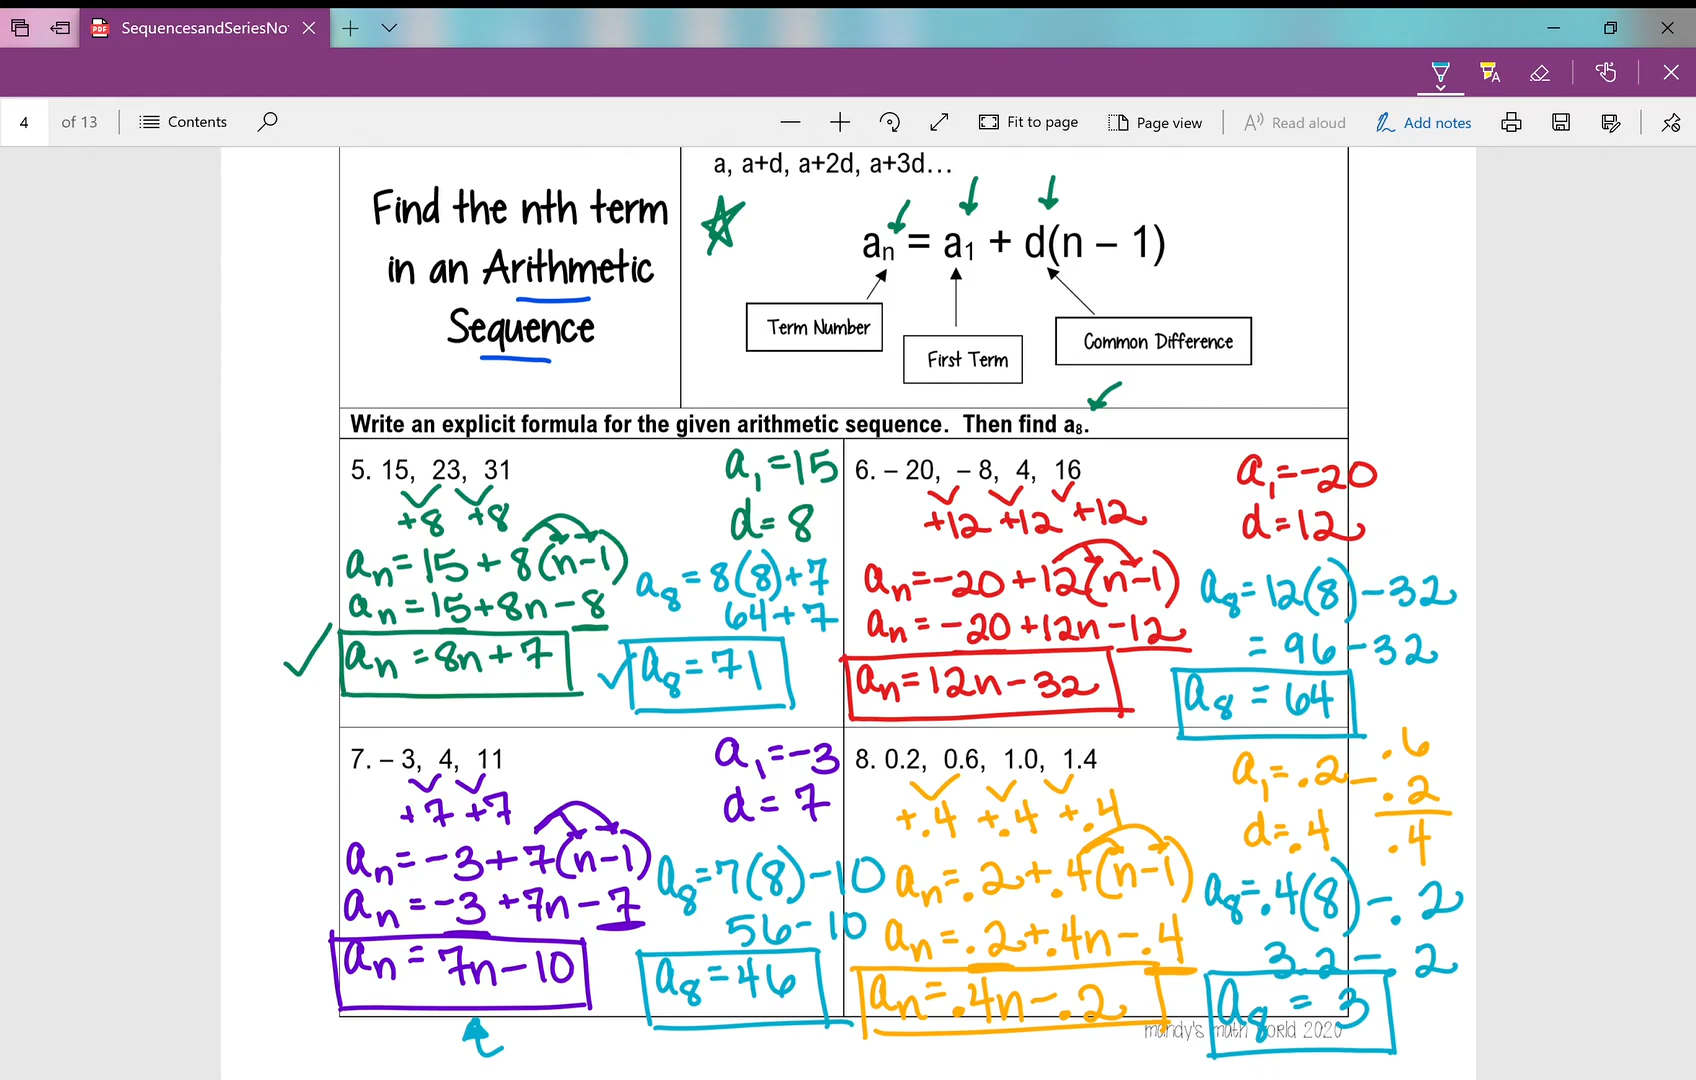 SequencesandSeriesNo
4 of 13 Contents Fit to page Page view Read aloud Add notes
Find the nth term
in an Arithmetic
Sequence
a, a+d, a+2d, a+3d…
aₙ = a₁ + d(n – 1)
Term Number
First Term
Common Difference
Write an explicit formula for the given arithmetic sequence. Then find a₈.
5. 15, 23, 31
+8 +8
a₁=15
d=8
aₙ=15+8(n-1)
aₙ=15+8n-8
aₙ=8n+7
a₈=8(8)+7
64+7
a₈=71
6. – 20, – 8, 4, 16
+12 +12 +12
a₁=-20
d=12
aₙ=-20+12(n-1)
aₙ=-20+12n-12
aₙ=12n-32
a₈=12(8)-32
=96-32
a₈=64
7. – 3, 4, 11
+7 +7
a₁=-3
d=7
aₙ=-3+7(n-1)
aₙ=-3+7n-7
aₙ=7n-10
a₈=7(8)-10
56-10
a₈=46
8. 0.2, 0.6, 1.0, 1.4
+.4 +.4 +.4
a₁=.2
d=.4
.6
-.2
.4
aₙ=.2+.4(n-1)
aₙ=.2+.4n-.4
aₙ=.4n-.2
a₈=.4(8)-.2
3.2-.2
a₈=3
mandy's math world 2020